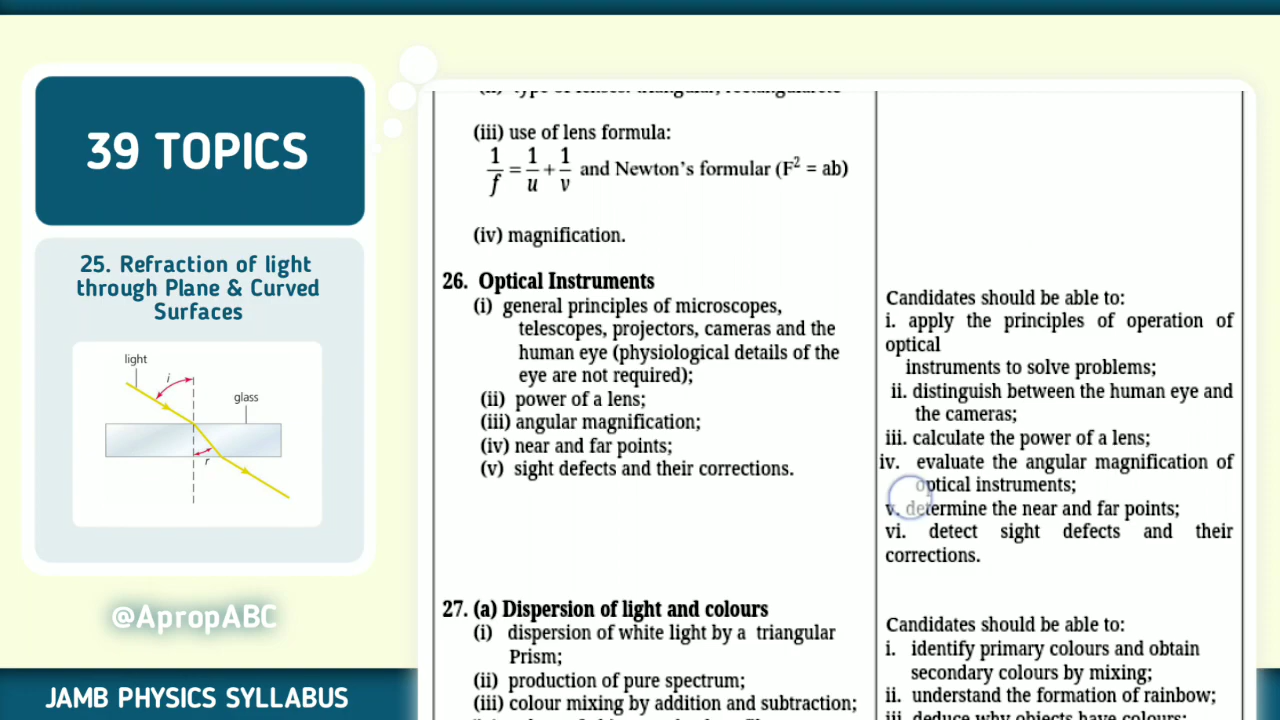 39 TOPICS
25. Refraction of light
through Plane & Curved
Surfaces
light
i
glass
r
@ApropABC
JAMB PHYSICS SYLLABUS
(iii) use of lens formula:
1/f = 1/u + 1/v and Newton's formular (F² = ab)
(iv) magnification.
26. Optical Instruments
(i) general principles of microscopes,
telescopes, projectors, cameras and the
human eye (physiological details of the
eye are not required);
(ii) power of a lens;
(iii) angular magnification;
(iv) near and far points;
(v) sight defects and their corrections.
27. (a) Dispersion of light and colours
(i) dispersion of white light by a triangular
Prism;
(ii) production of pure spectrum;
(iii) colour mixing by addition and subtraction;
Candidates should be able to:
i. apply the principles of operation of
optical
instruments to solve problems;
ii. distinguish between the human eye and
the cameras;
iii. calculate the power of a lens;
iv. evaluate the angular magnification of
optical instruments;
v. determine the near and far points;
vi. detect sight defects and their
corrections.
Candidates should be able to:
i. identify primary colours and obtain
secondary colours by mixing;
ii. understand the formation of rainbow;
iii. deduce why objects have colours;